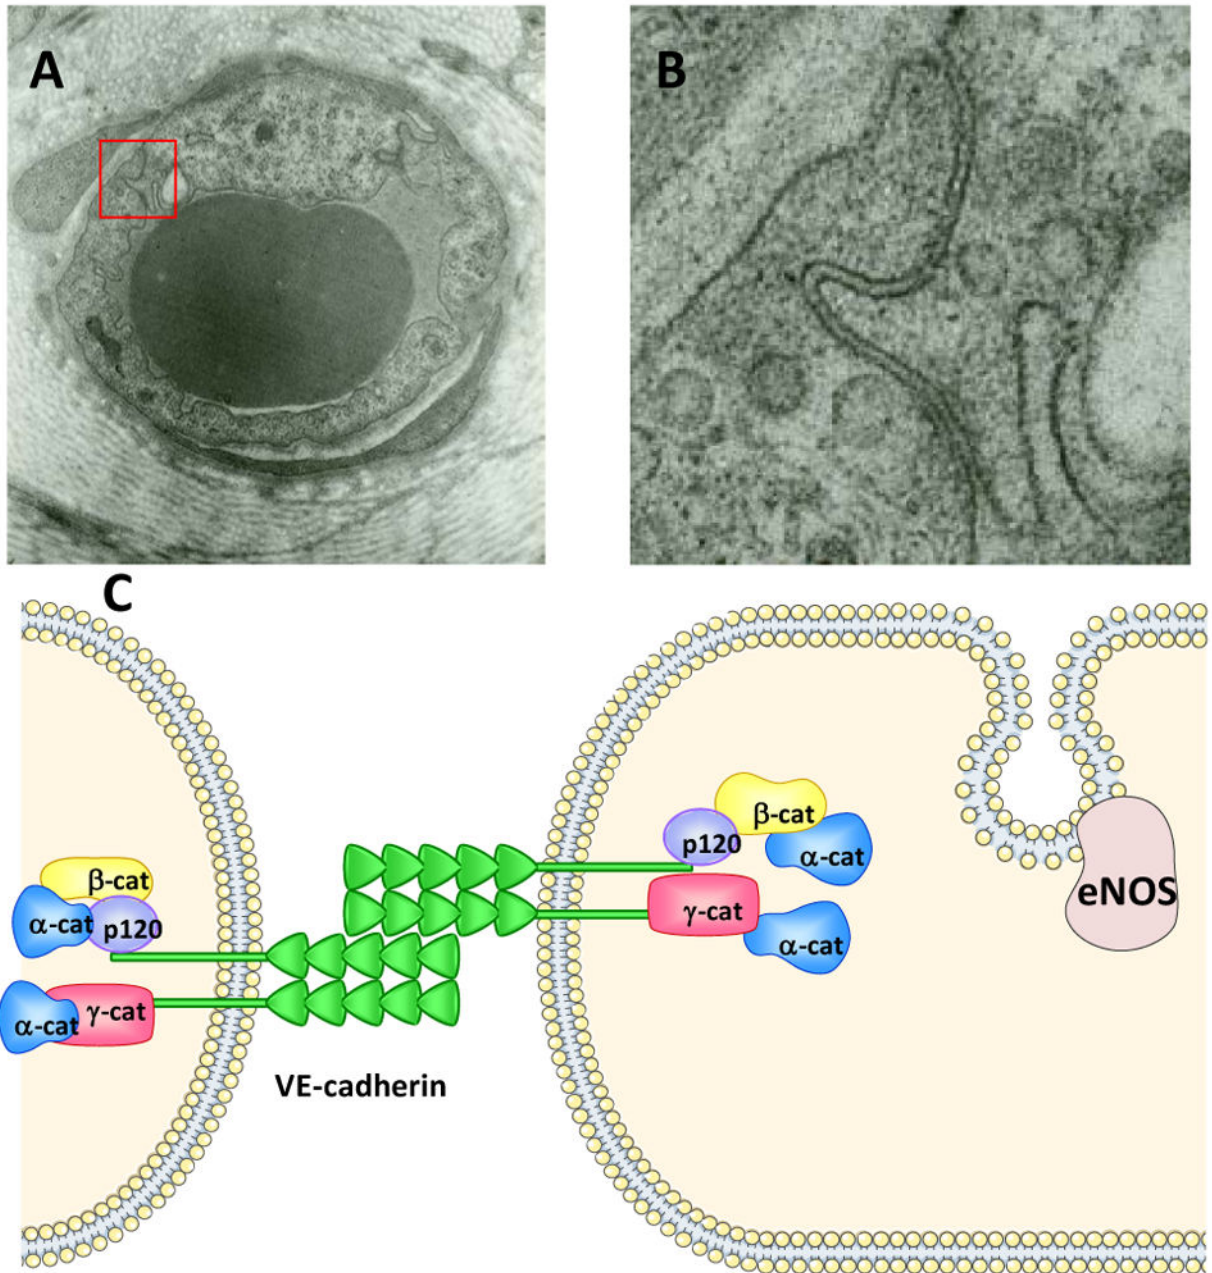 A
B
C
β-cat
p120
α-cat
γ-cat
α-cat
eNOS
β-cat
α-cat
p120
γ-cat
α-cat
VE-cadherin